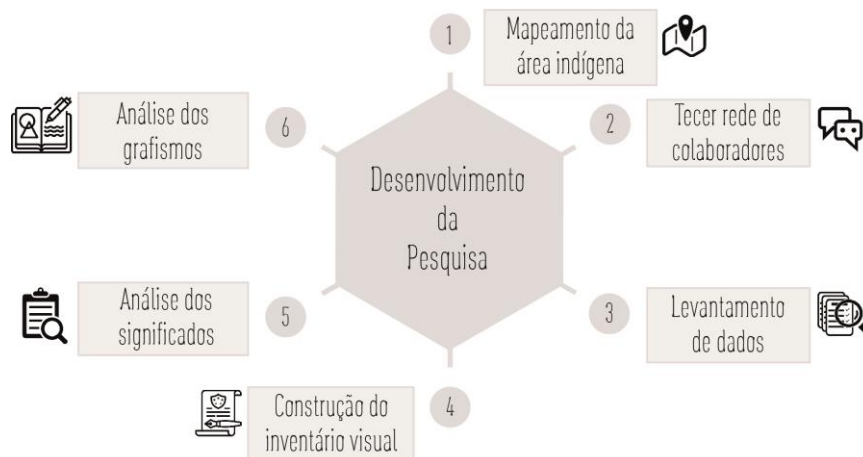 1
Mapeamento da
área indígena
2
Tecer rede de
colaboradores
3
Levantamento
de dados
4
Construção do
inventário visual
5
Análise dos
significados
6
Análise dos
grafismos
Desenvolvimento
da
Pesquisa